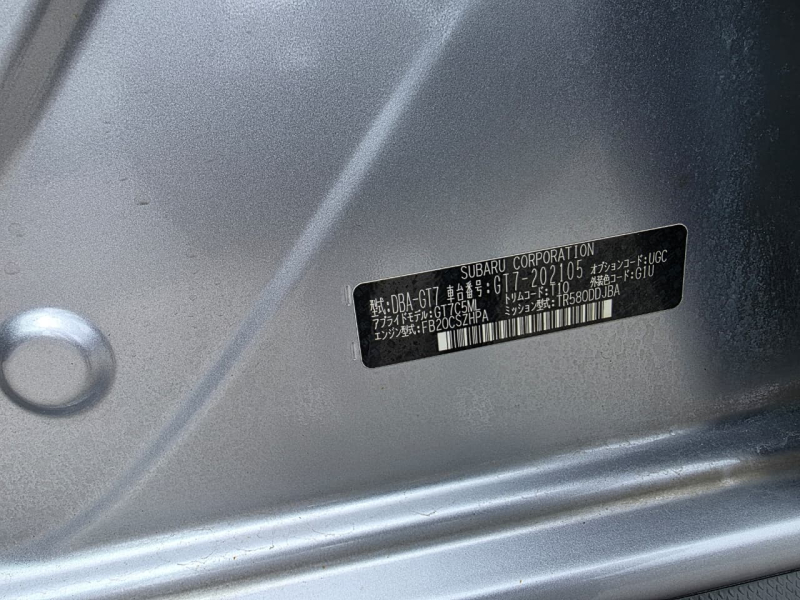 SUBARU CORPORATION
型式:DBA-GT7 車台番号:GT7-202105 オプションコード:UGC
アプライドモデル:GT7C5ML トリムコード:T10 外装色コード:G1U
エンジン型式:FB20CSZHPA ミッション型式:TR580DDJBA